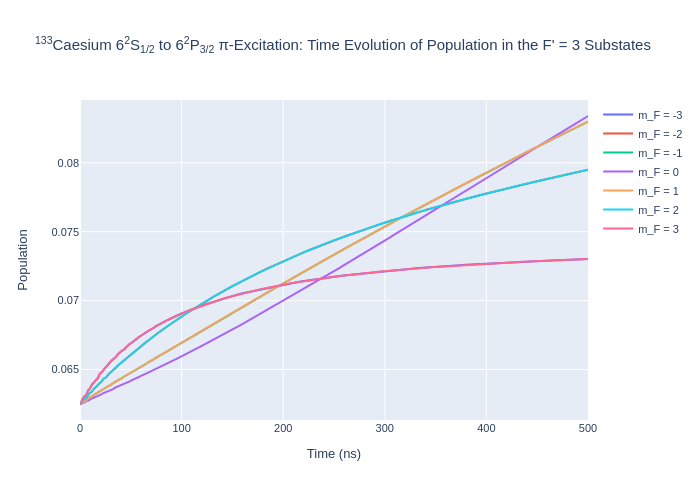 ¹³³Caesium 6²S₁/₂ to 6²P₃/₂ π-Excitation: Time Evolution of Population in the F' = 3 Substates
m_F = -3
m_F = -2
m_F = -1
m_F = 0
m_F = 1
m_F = 2
m_F = 3
0.08
0.075
0.07
0.065
Population
0 100 200 300 400 500
Time (ns)